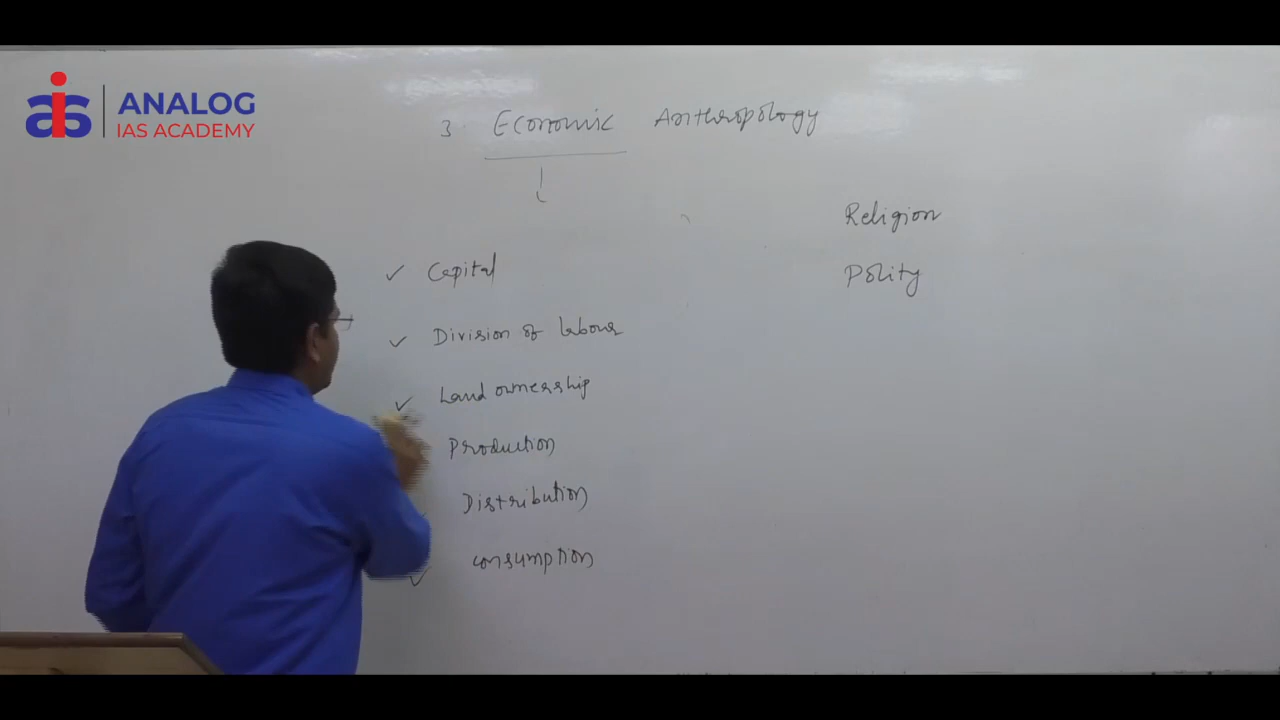 ANALOG
IAS ACADEMY
3. Economic Anthropology
Religion
Polity
Capital
Division of labour
Land ownership
Production
Distribution
consumption